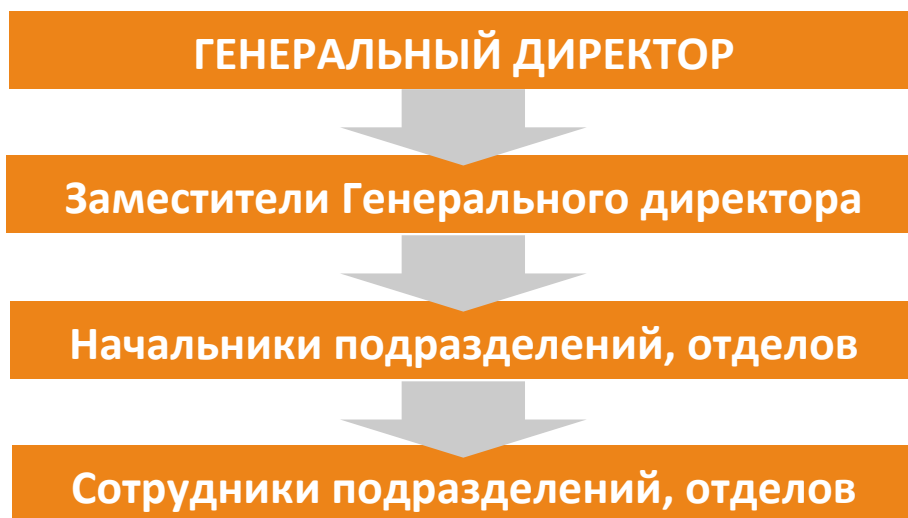 ГЕНЕРАЛЬНЫЙ ДИРЕКТОР
Заместители Генерального директора
Начальники подразделений, отделов
Сотрудники подразделений, отделов